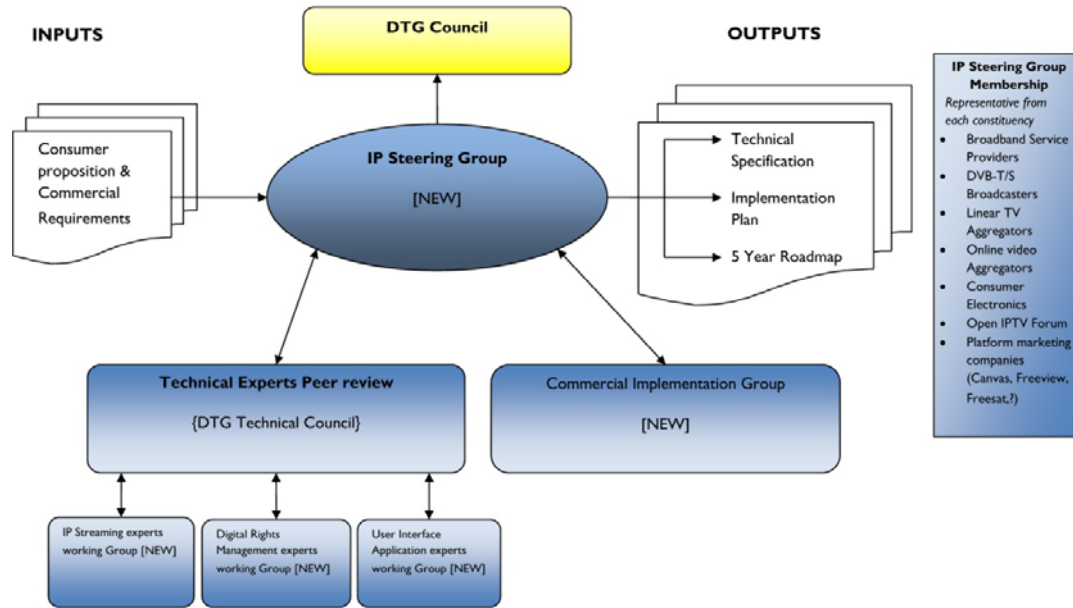 INPUTS
DTG Council
OUTPUTS
Consumer
proposition &
Commercial
Requirements
IP Steering Group
[NEW]
Technical
Specification
Implementation
Plan
5 Year Roadmap
IP Steering Group
Membership
Representative from
each constituency
• Broadband Service
Providers
• DVB-T/S
Broadcasters
• Linear TV
Aggregators
• Online video
Aggregators
• Consumer
Electronics
• Open IPTV Forum
• Platform marketing
companies
(Canvas, Freeview,
Freesat,?)
Technical Experts Peer review
{DTG Technical Council}
Commercial Implementation Group
[NEW]
IP Streaming experts
working Group [NEW]
Digital Rights
Management experts
working Group [NEW]
User Interface
Application experts
working Group [NEW]